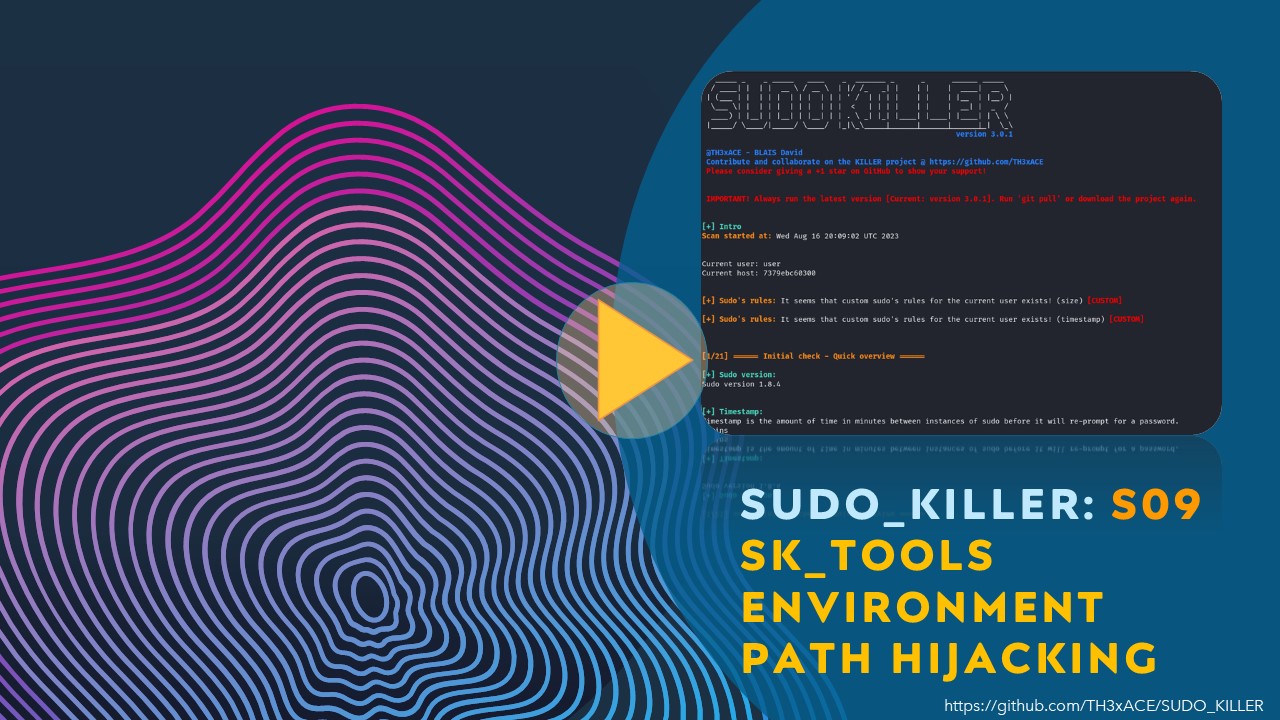 SUDOKILLER
version 3.0.1
@TH3xACE - BLAIS David
Contribute and collaborate on the KILLER project @ https://github.com/TH3xACE
Please consider giving a +1 star on GitHub to show your support!
IMPORTANT! Always run the latest version [Current: version 3.0.1]. Run 'git pull' or download the project again.
[+] Intro
Scan started at: Wed Aug 16 20:09:02 UTC 2023
Current user: user
Current host: 7379ebc60300
[+] Sudo's rules: It seems that custom sudo's rules for the current user exists! (size) [CUSTOM]
[+] Sudo's rules: It seems that custom sudo's rules for the current user exists! (timestamp) [CUSTOM]
[1/21] ====== Initial check - Quick overview ======
[+] Sudo version:
Sudo version 1.8.4
[+] Timestamp:
Timestamp is the amount of time in minutes between instances of sudo before it will re-prompt for a password.
SUDO_KILLER: S09
SK_TOOLS
ENVIRONMENT
PATH HIJACKING
https://github.com/TH3xACE/SUDO_KILLER